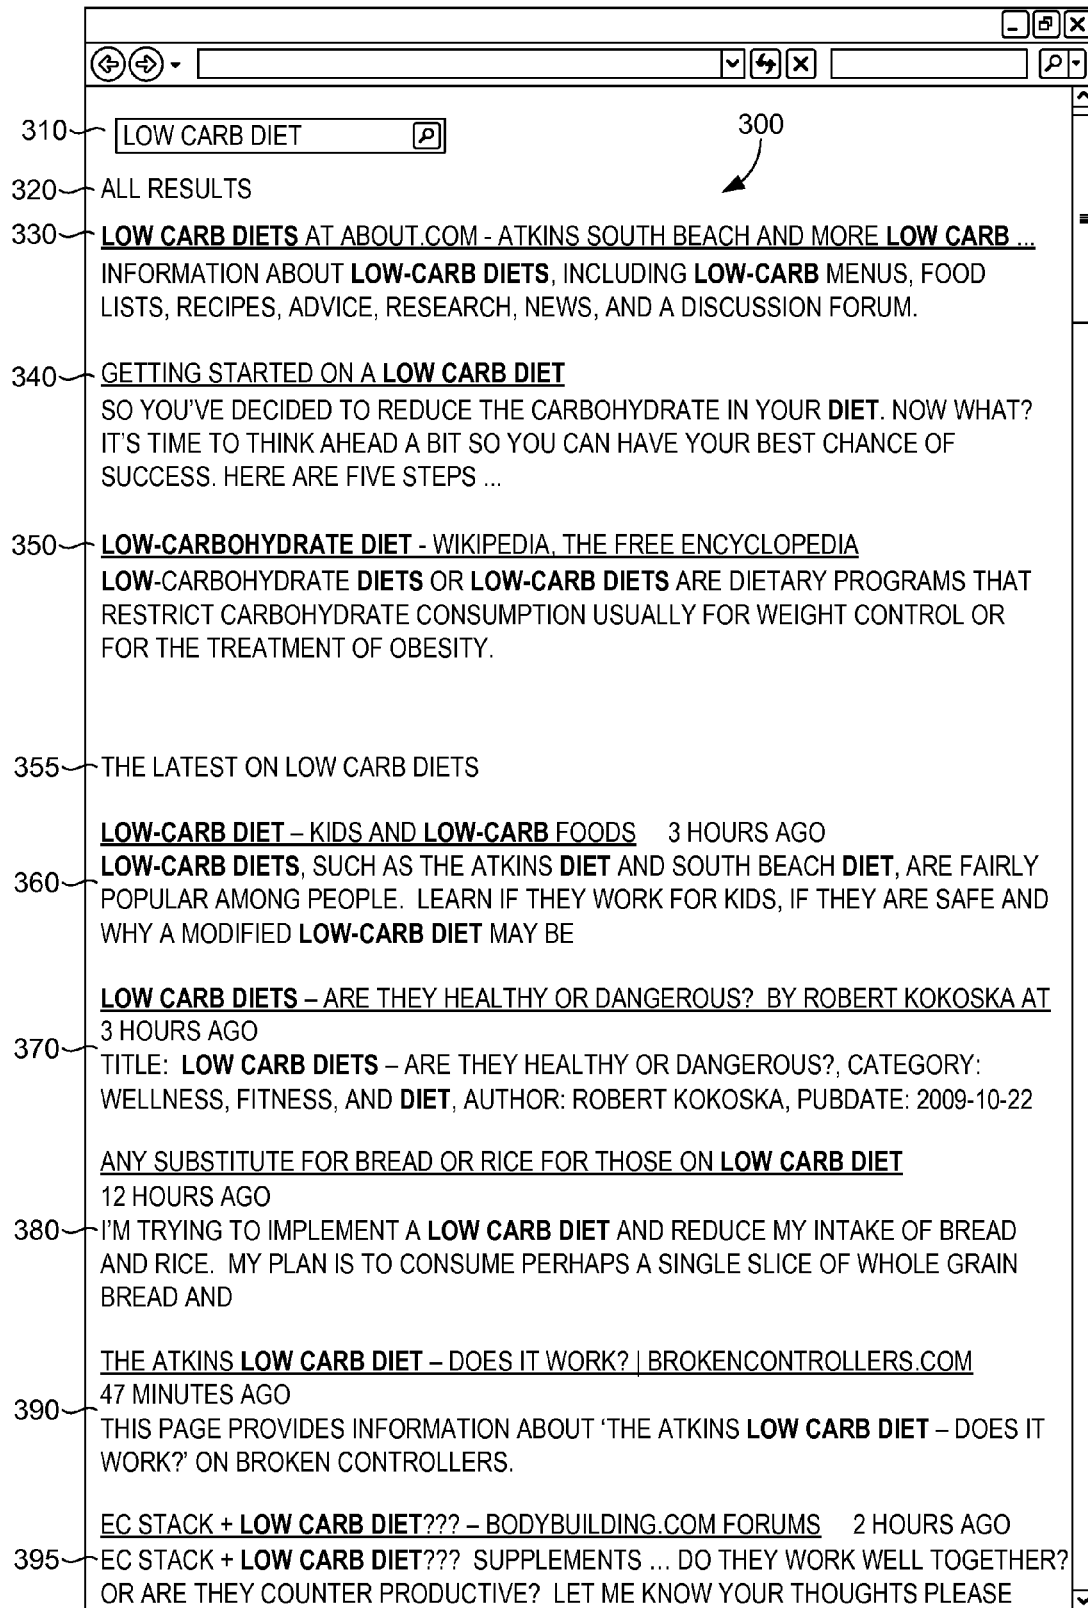 310 LOW CARB DIET
300
320 ALL RESULTS
330 LOW CARB DIETS AT ABOUT.COM - ATKINS SOUTH BEACH AND MORE LOW CARB ...
INFORMATION ABOUT LOW-CARB DIETS, INCLUDING LOW-CARB MENUS, FOOD
LISTS, RECIPES, ADVICE, RESEARCH, NEWS, AND A DISCUSSION FORUM.
340 GETTING STARTED ON A LOW CARB DIET
SO YOU'VE DECIDED TO REDUCE THE CARBOHYDRATE IN YOUR DIET. NOW WHAT?
IT'S TIME TO THINK AHEAD A BIT SO YOU CAN HAVE YOUR BEST CHANCE OF
SUCCESS. HERE ARE FIVE STEPS ...
350 LOW-CARBOHYDRATE DIET - WIKIPEDIA, THE FREE ENCYCLOPEDIA
LOW-CARBOHYDRATE DIETS OR LOW-CARB DIETS ARE DIETARY PROGRAMS THAT
RESTRICT CARBOHYDRATE CONSUMPTION USUALLY FOR WEIGHT CONTROL OR
FOR THE TREATMENT OF OBESITY.
355 THE LATEST ON LOW CARB DIETS
LOW-CARB DIET – KIDS AND LOW-CARB FOODS 3 HOURS AGO
LOW-CARB DIETS, SUCH AS THE ATKINS DIET AND SOUTH BEACH DIET, ARE FAIRLY
360 POPULAR AMONG PEOPLE. LEARN IF THEY WORK FOR KIDS, IF THEY ARE SAFE AND
WHY A MODIFIED LOW-CARB DIET MAY BE
LOW CARB DIETS – ARE THEY HEALTHY OR DANGEROUS? BY ROBERT KOKOSKA AT
3 HOURS AGO
370
TITLE: LOW CARB DIETS – ARE THEY HEALTHY OR DANGEROUS?, CATEGORY:
WELLNESS, FITNESS, AND DIET, AUTHOR: ROBERT KOKOSKA, PUBDATE: 2009-10-22
ANY SUBSTITUTE FOR BREAD OR RICE FOR THOSE ON LOW CARB DIET
12 HOURS AGO
380 I'M TRYING TO IMPLEMENT A LOW CARB DIET AND REDUCE MY INTAKE OF BREAD
AND RICE. MY PLAN IS TO CONSUME PERHAPS A SINGLE SLICE OF WHOLE GRAIN
BREAD AND
THE ATKINS LOW CARB DIET – DOES IT WORK? | BROKENCONTROLLERS.COM
47 MINUTES AGO
390
THIS PAGE PROVIDES INFORMATION ABOUT 'THE ATKINS LOW CARB DIET – DOES IT
WORK?' ON BROKEN CONTROLLERS.
EC STACK + LOW CARB DIET??? – BODYBUILDING.COM FORUMS 2 HOURS AGO
395 EC STACK + LOW CARB DIET??? SUPPLEMENTS ... DO THEY WORK WELL TOGETHER?
OR ARE THEY COUNTER PRODUCTIVE? LET ME KNOW YOUR THOUGHTS PLEASE